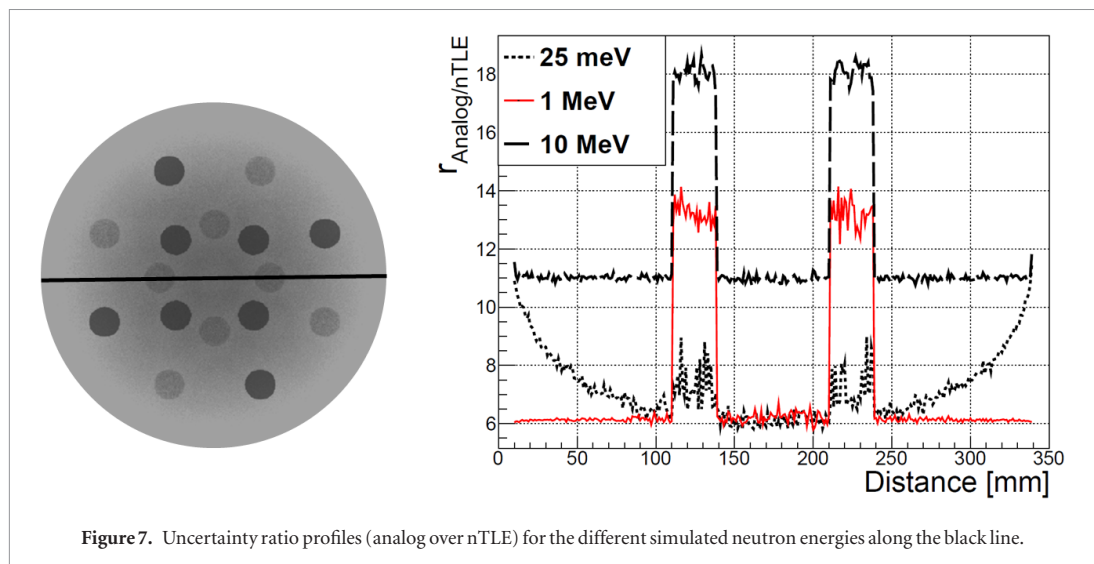 25 meV
1 MeV
10 MeV
r Analog/nTLE
18
16
14
12
10
8
6
0 50 100 150 200 250 300 350
Distance [mm]
Figure 7. Uncertainty ratio profiles (analog over nTLE) for the different simulated neutron energies along the black line.